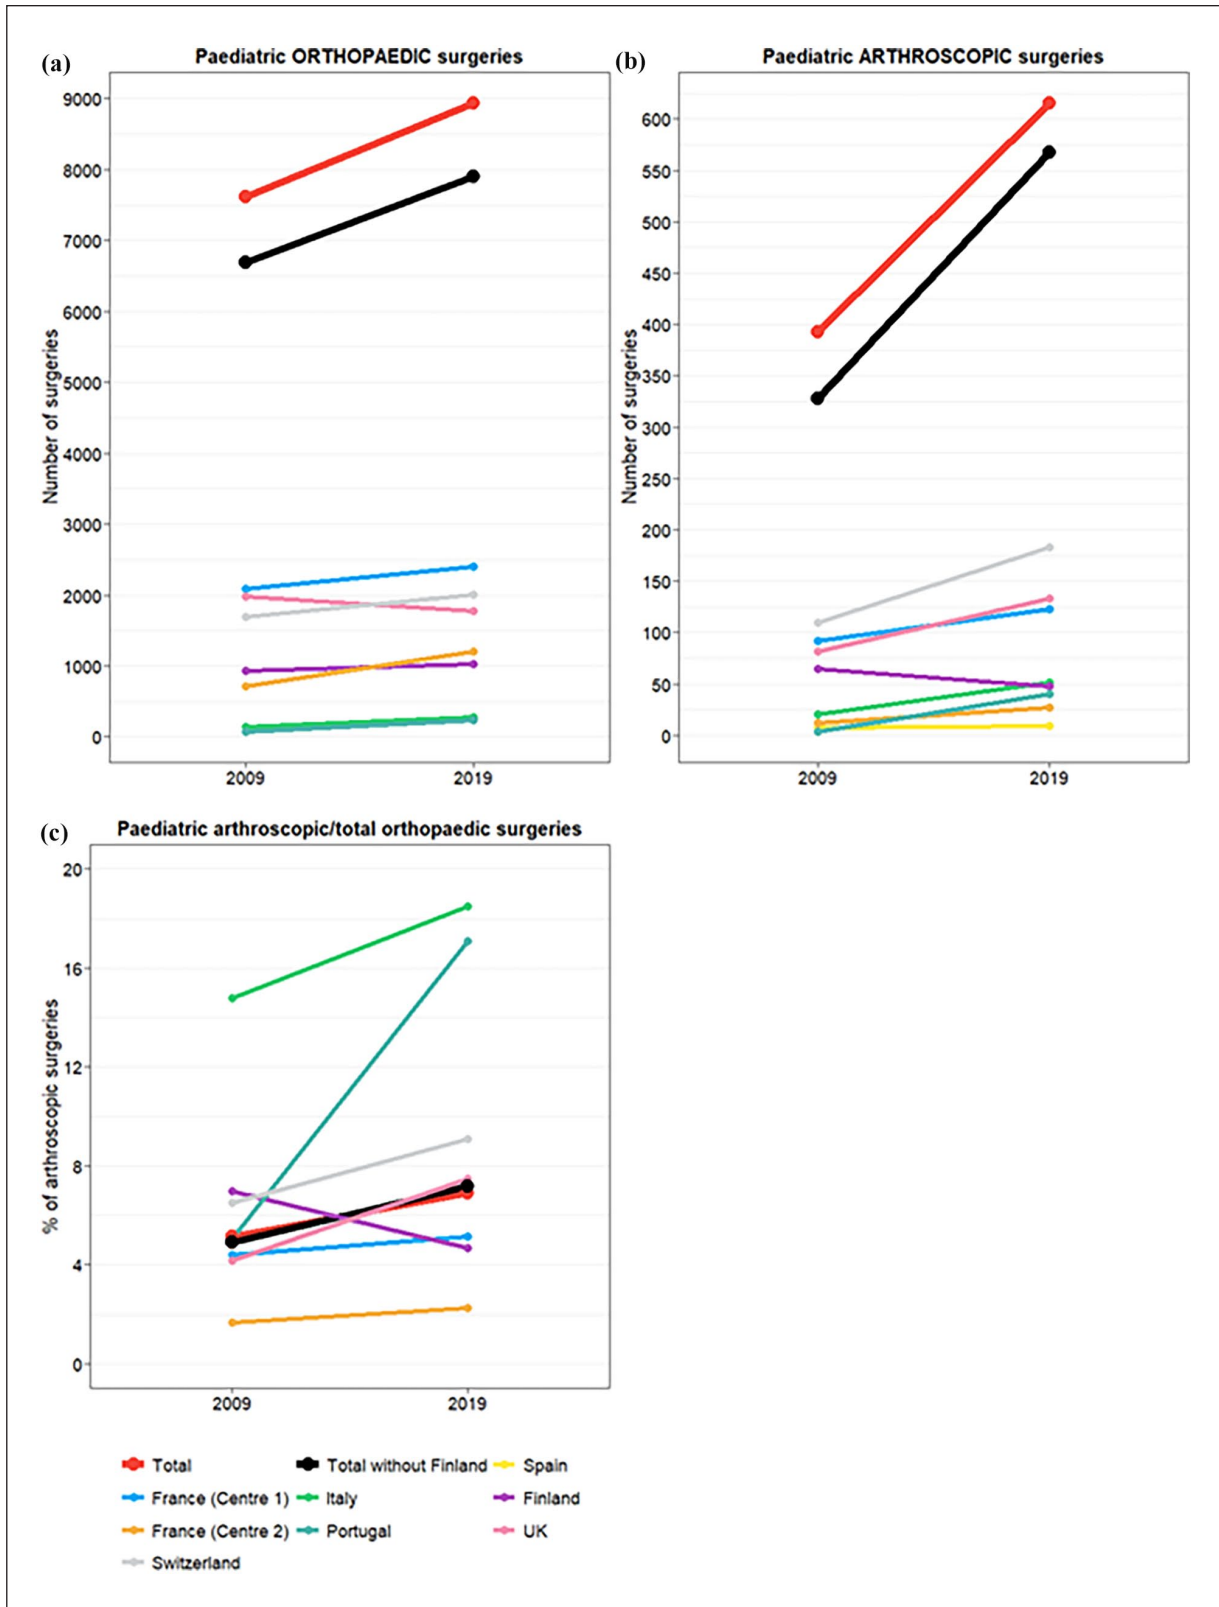 (a)
Paediatric ORTHOPAEDIC surgeries
9000
8000
7000
6000
5000
4000
3000
2000
1000
0
Number of surgeries
2009
2019
(b)
Paediatric ARTHROSCOPIC surgeries
600
550
500
450
400
350
300
250
200
150
100
50
0
Number of surgeries
2009
2019
(c)
Paediatric arthroscopic/total orthopaedic surgeries
20
16
12
8
4
0
% of arthroscopic surgeries
2009
2019
Total
Total without Finland
Spain
France (Centre 1)
Italy
Finland
France (Centre 2)
Portugal
UK
Switzerland